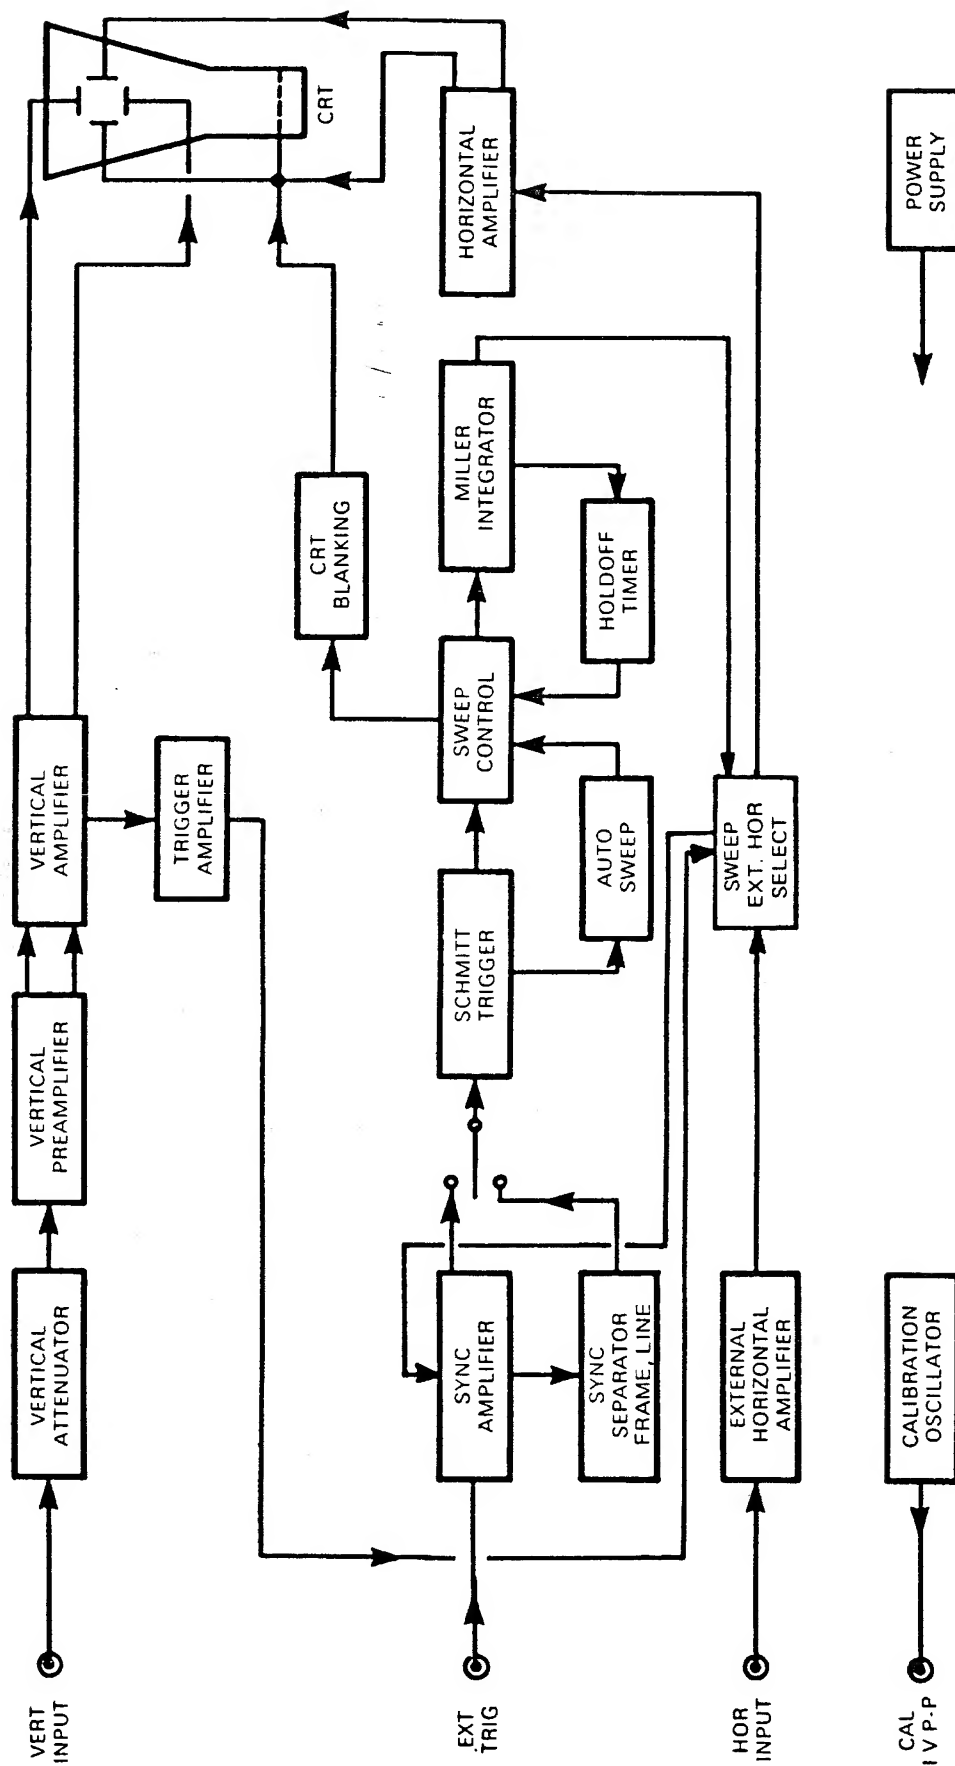 VERT
INPUT
VERTICAL
ATTENUATOR
VERTICAL
PREAMPLIFIER
VERTICAL
AMPLIFIER
TRIGGER
AMPLIFIER
CRT
CRT
BLANKING
EXT
TRIG
SYNC
AMPLIFIER
SYNC
SEPARATOR
FRAME, LINE
SCHMITT
TRIGGER
AUTO
SWEEP
SWEEP
CONTROL
HOLDOFF
TIMER
MILLER
INTEGRATOR
HORIZONTAL
AMPLIFIER
HOR
INPUT
EXTERNAL
HORIZONTAL
AMPLIFIER
SWEEP
EXT. HOR
SELECT
CAL
I V P-P
CALIBRATION
OSCILLATOR
POWER
SUPPLY